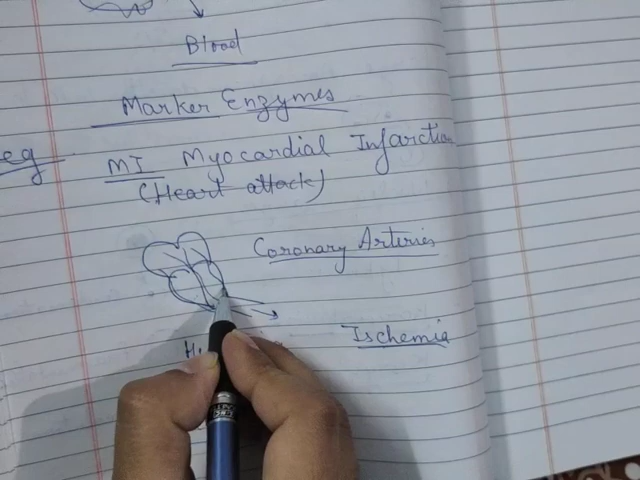 Blood
Marker Enzymes
eg MI Myocardial Infarction
(Heart attack)
Coronary Arteries
Ischemia